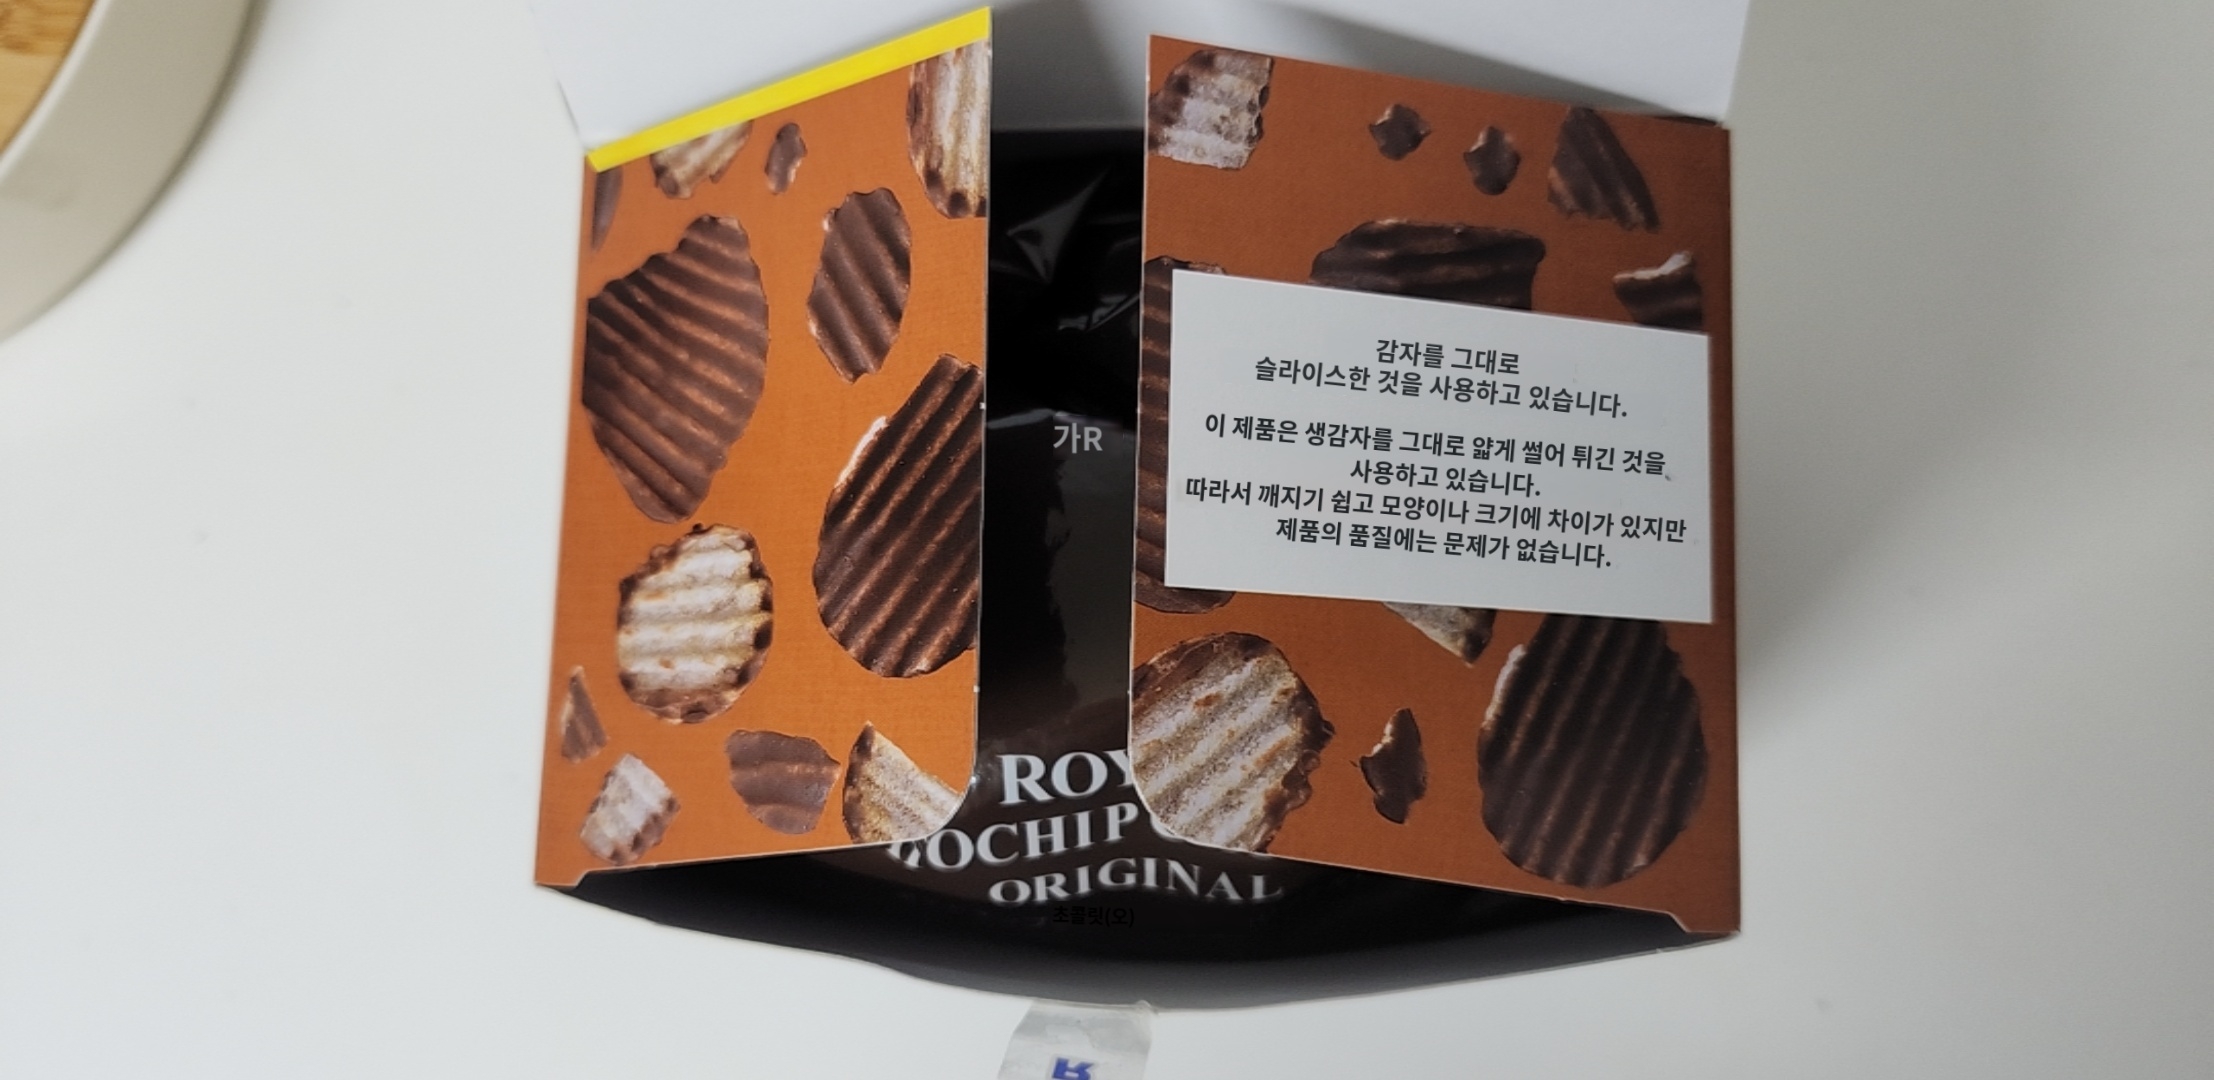 감자를 그대로
슬라이스한 것을 사용하고 있습니다.
이 제품은 생감자를 그대로 얇게 썰어 튀긴 것을
사용하고 있습니다.
따라서 깨지기 쉽고 모양이나 크기에 차이가 있지만
제품의 품질에는 문제가 없습니다.
가R
ROY
OCHIP
ORIGINAL
초콜릿(오)
R